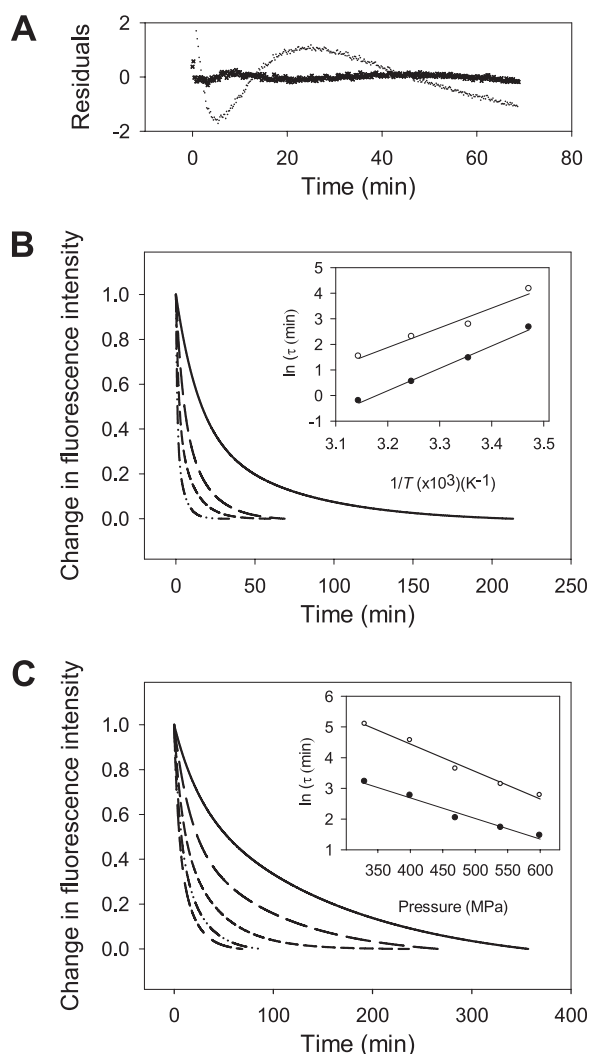 A
Residuals
2
0
-2
0 20 40 60 80
Time (min)
B
Change in fluorescence intensity
1.0
0.8
0.6
0.4
0.2
0.0
0 50 100 150 200 250
Time (min)
ln (τ (min)
5
4
3
2
1
0
-1
3.1 3.2 3.3 3.4 3.5
1/T (x10³)(K-1)
C
Change in fluorescence intensity
1.0
0.8
0.6
0.4
0.2
0.0
0 100 200 300 400
Time (min)
ln (τ (min)
6
5
4
3
2
1
350 400 450 500 550 600
Pressure (MPa)